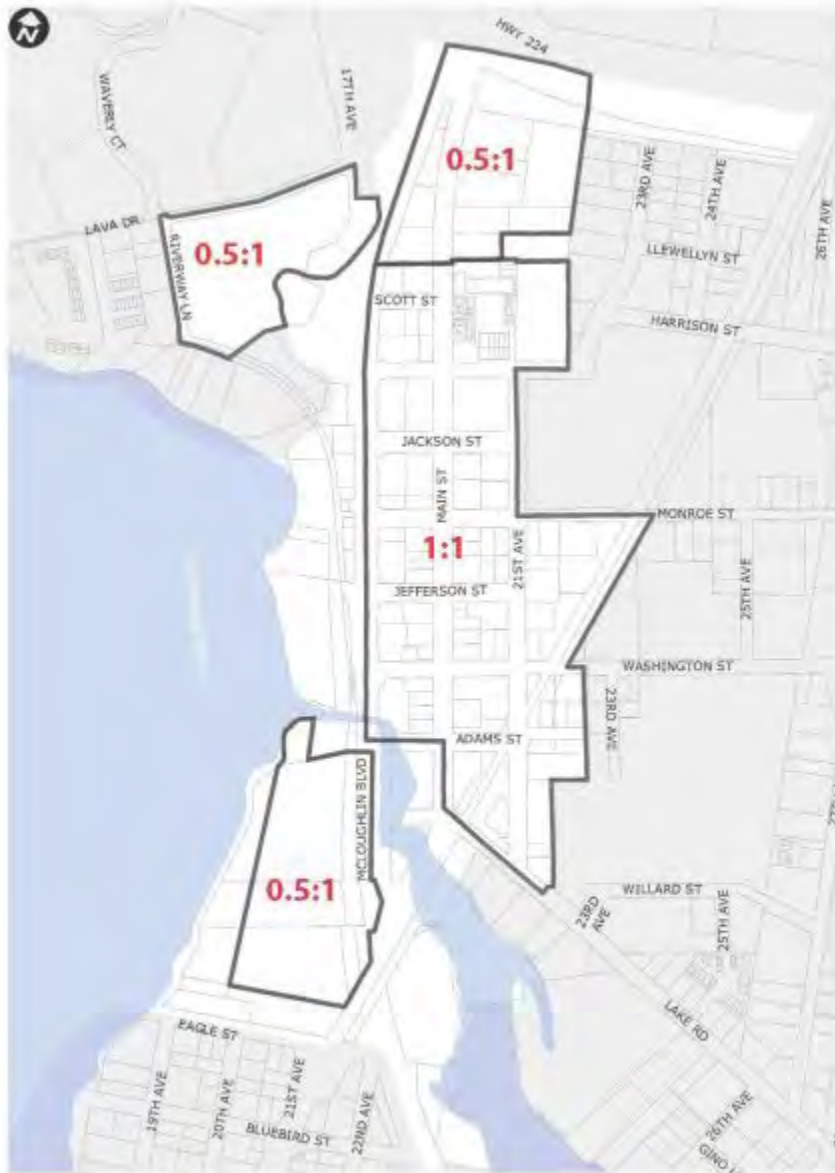 N
HWY 224
WAVERLY CT
17TH AVE
0.5:1
23RD AVE
24TH AVE
26TH AVE
LAVA DR.
RIVERWAY LN
0.5:1
LLEWELLYN ST
SCOTT ST
HARRISON ST
JACKSON ST
MAIN ST
MONROE ST
1:1
21ST AVE
25TH AVE
JEFFERSON ST
WASHINGTON ST
23RD AVE
ADAMS ST
MCLOUGHLIN BLVD
0.5:1
WILLARD ST
23RD AVE
25TH AVE
LAKE RD
EAGLE ST
19TH AVE
20TH AVE
21ST AVE
22ND AVE
BLUEBIRD ST
26TH AVE
GINO